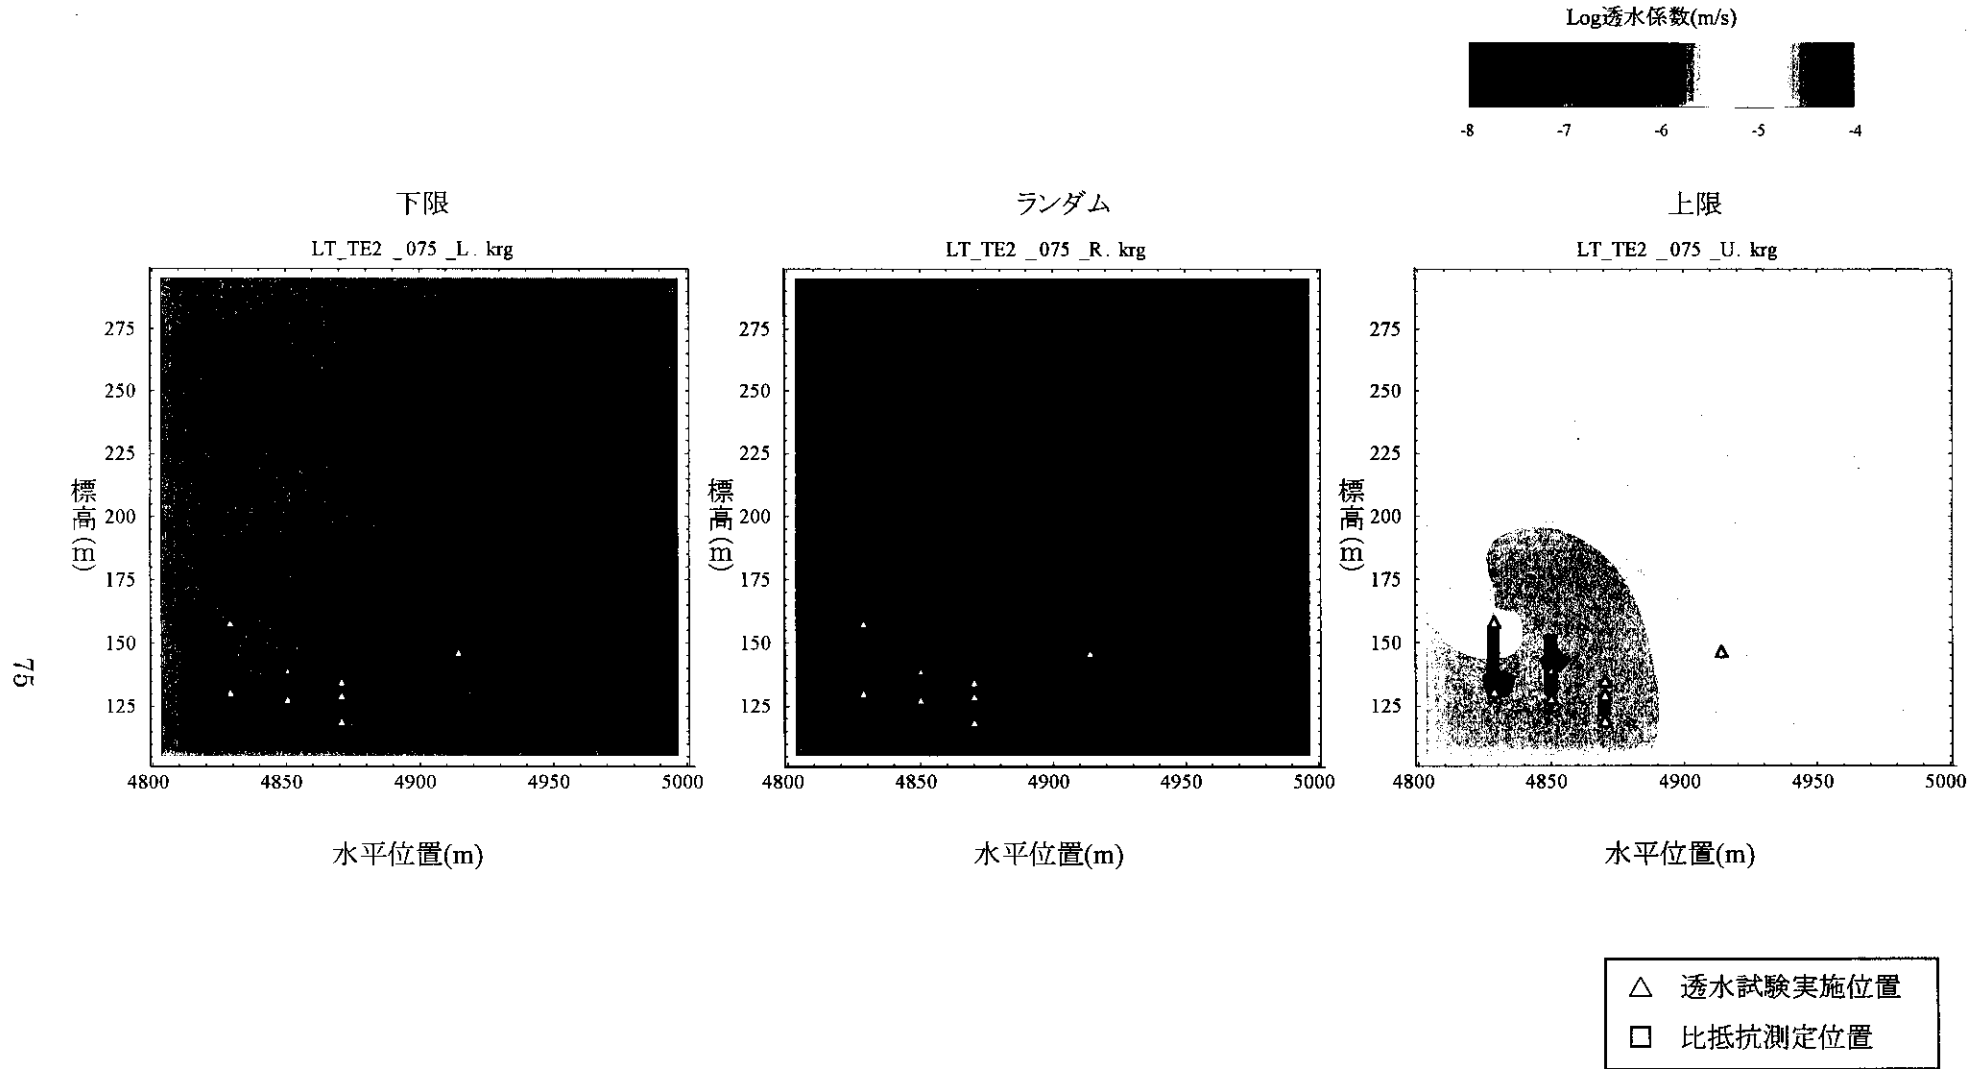 Log透水係数(m/s)
-8 -7 -6 -5 -4
下限 ランダム 上限
LT_TE2 _075 _L. krg LT_TE2 _075 _R. krg LT_TE2 _075 _U. krg
275 275 275
250 250 250
225 225 225
標高(m) 標高(m) 標高(m)
200 200 200
175 175 175
150 150 150
125 125 125
4800 4850 4900 4950 5000 4800 4850 4900 4950 5000 4800 4850 4900 4950 5000
水平位置(m) 水平位置(m) 水平位置(m)
75
△ 透水試験実施位置
□ 比抵抗測定位置